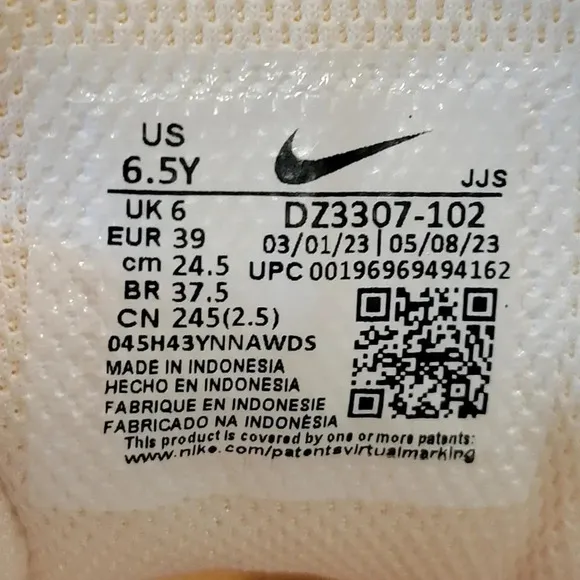 US
6.5Y
JJS
UK 6
DZ3307-102
EUR 39
03/01/23 | 05/08/23
cm 24.5
UPC 00196969494162
BR 37.5
CN 245(2.5)
045H43YNNAWDS
MADE IN INDONESIA
HECHO EN INDONESIA
FABRIQUE EN INDONESIE
FABRICADO NA INDONÉSIA
This product is covered by one or more patents:
www.nike.com/patentsvirtualmarking